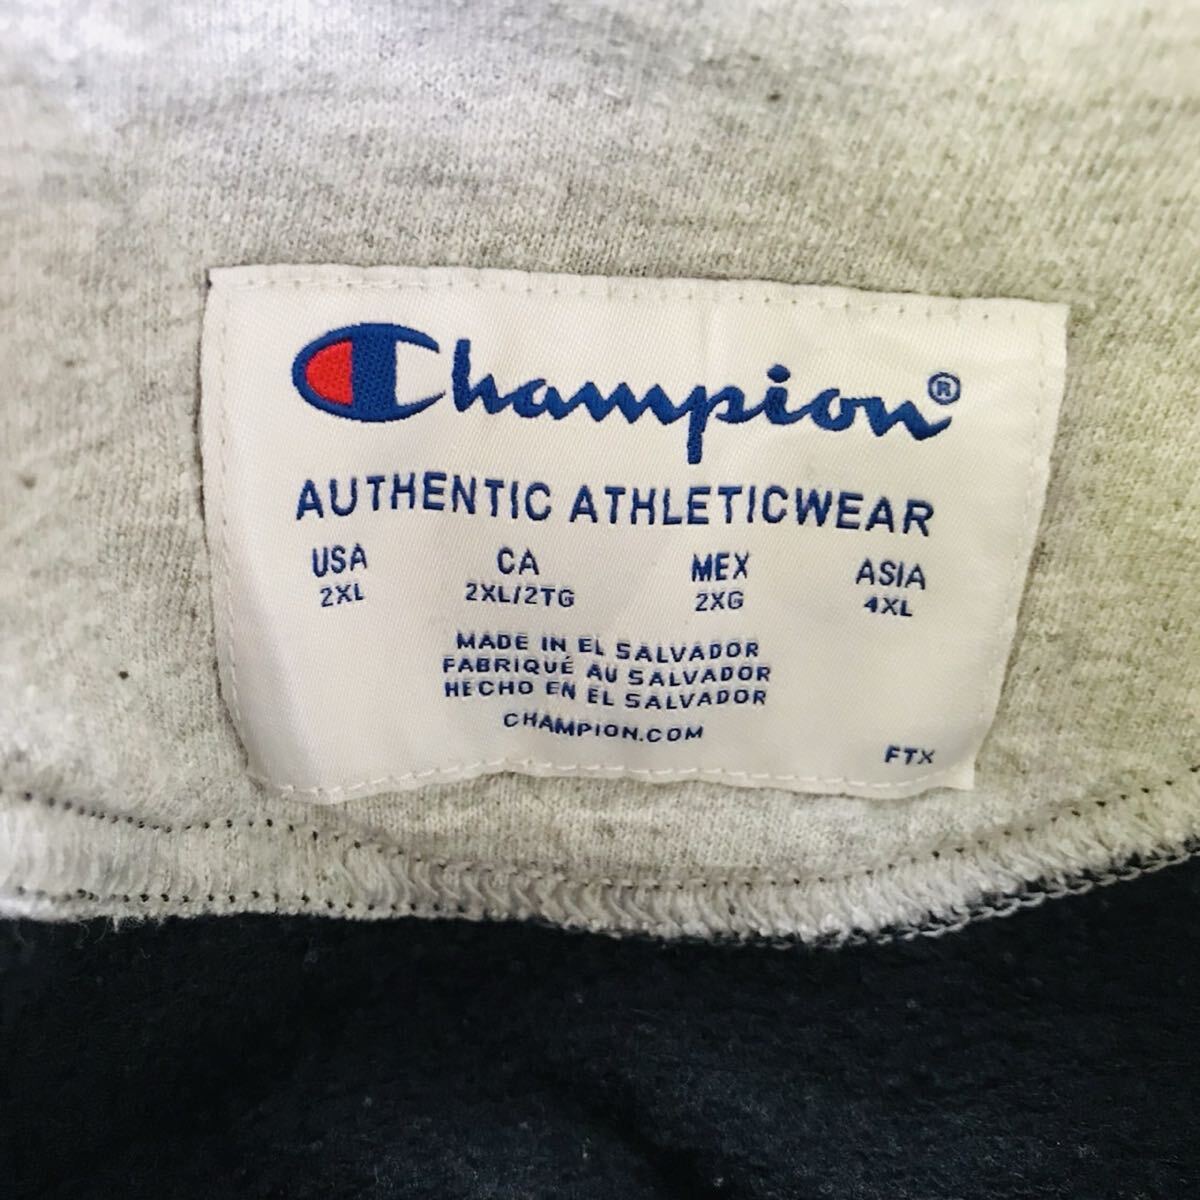 Champion®
AUTHENTIC ATHLETICWEAR
USA CA MEX ASIA
2XL 2XL/2TG 2XG 4XL
MADE IN EL SALVADOR
FABRIQUÉ AU SALVADOR
HECHO EN EL SALVADOR
CHAMPION.COM
FTX